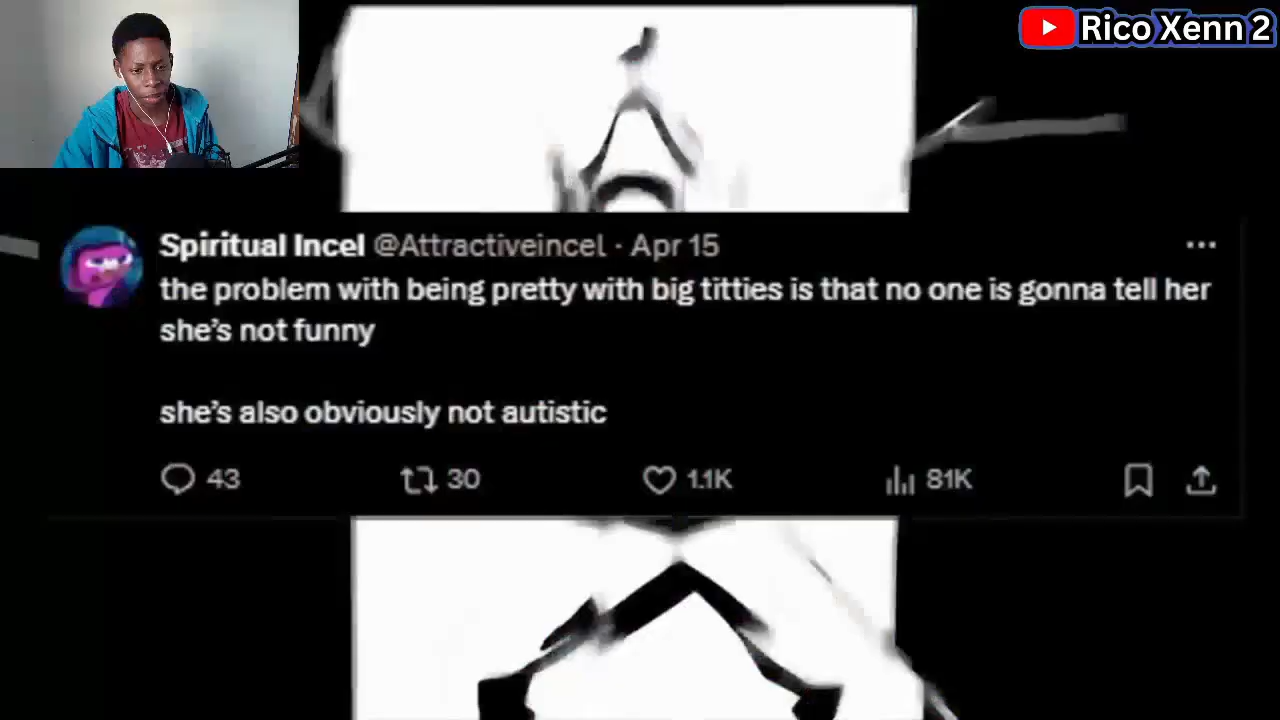 Rico Xenn 2
Spiritual Incel @Attractiveincel · Apr 15
the problem with being pretty with big titties is that no one is gonna tell her
she's not funny
she's also obviously not autistic
43 30 1.1K 81K